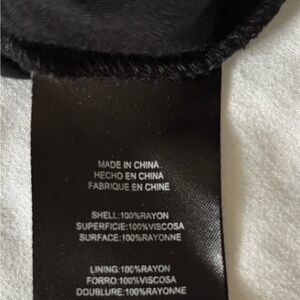 MADE IN CHINA
HECHO EN CHINA
FABRIQUE EN CHINE
SHELL:100%RAYON
SUPERFICIE:100%VISCOSA
SURFACE:100%RAYONNE
LINING:100%RAYON
FORRO:100%VISCOSA
DOUBLURE:100%RAYONNE